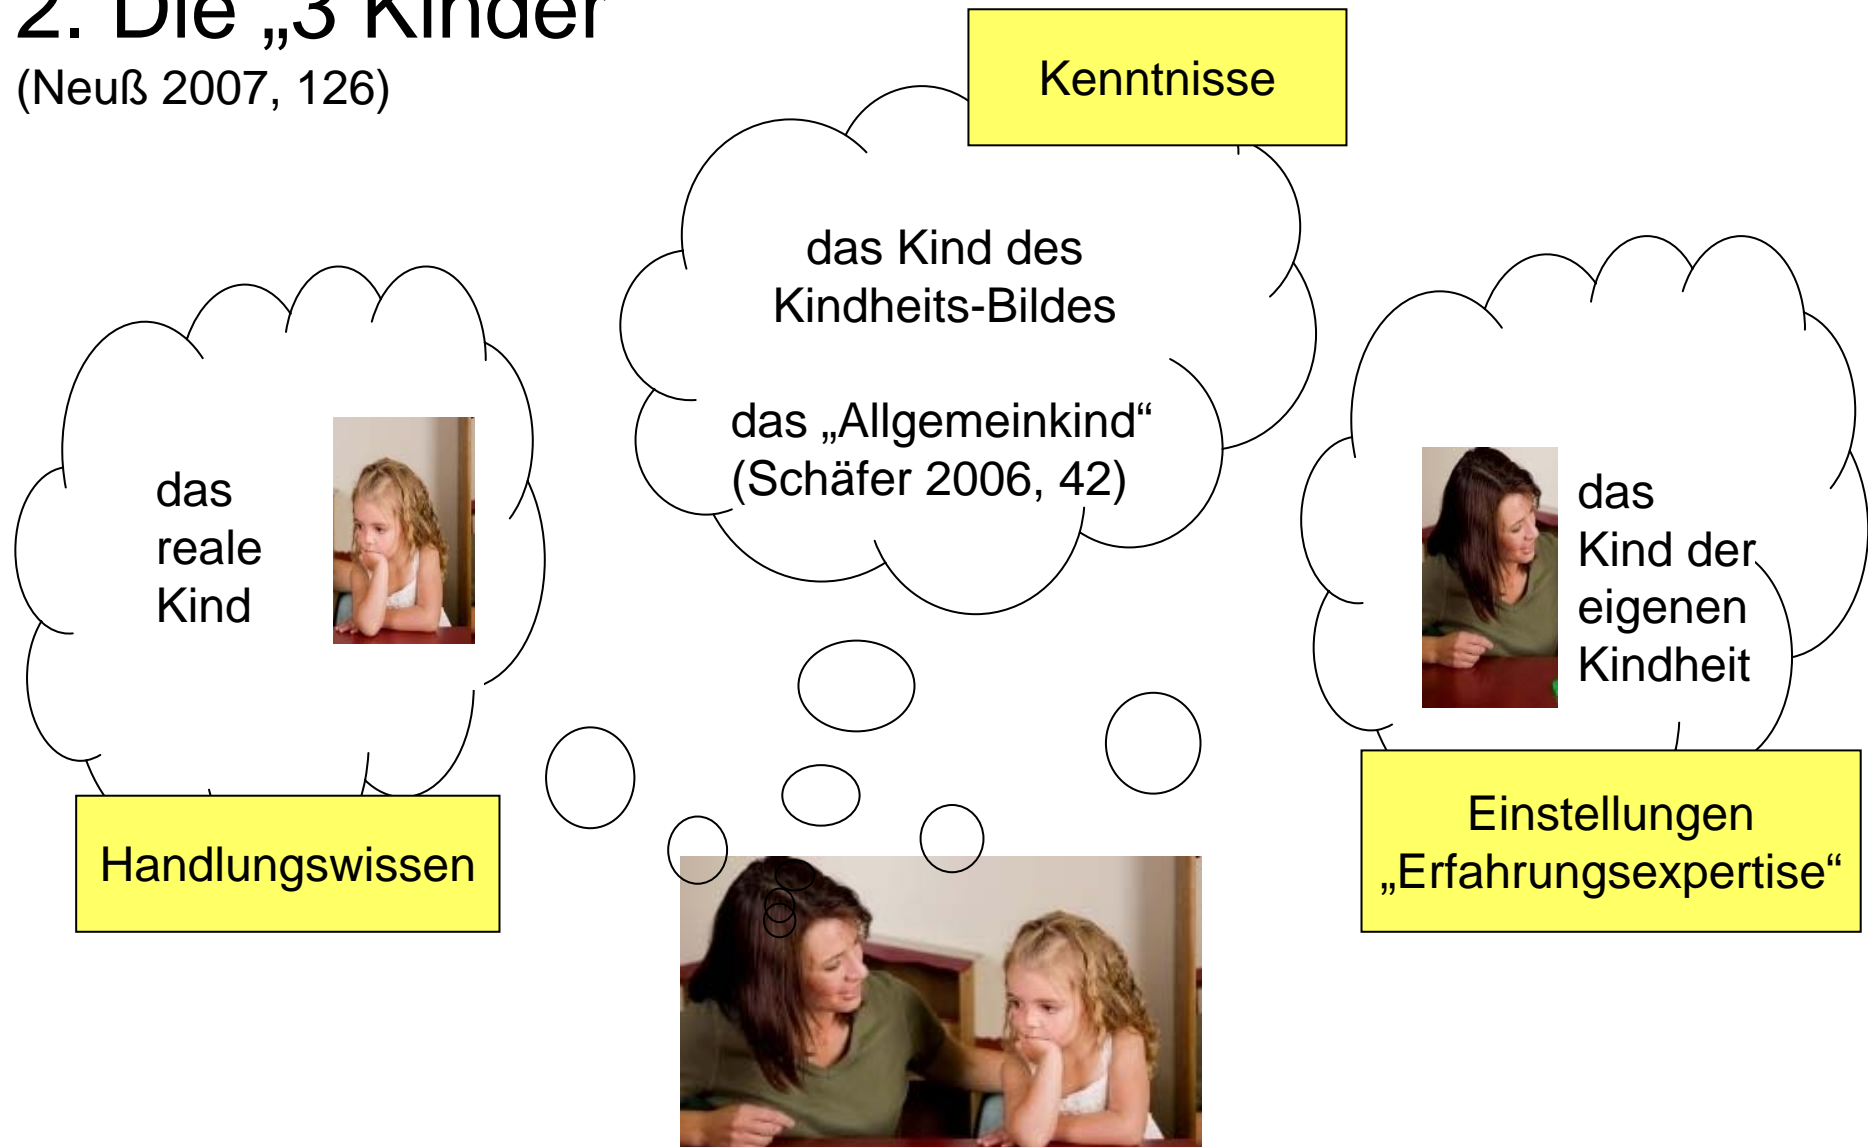 2. Die „3 Kinder
(Neuß 2007, 126)
Kenntnisse
das Kind des
Kindheits-Bildes
das „Allgemeinkind“
(Schäfer 2006, 42)
das
reale
Kind
das
Kind der
eigenen
Kindheit
Handlungswissen
Einstellungen
„Erfahrungsexpertise“